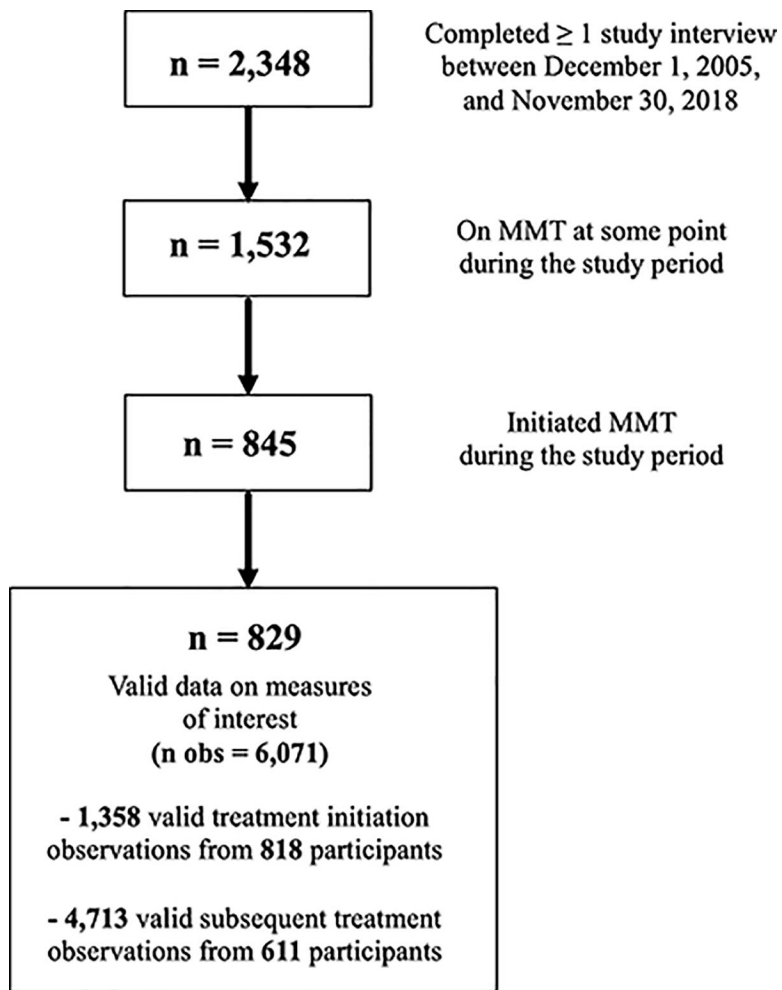 n = 2,348
Completed ≥ 1 study interview
between December 1, 2005,
and November 30, 2018
n = 1,532
On MMT at some point
during the study period
n = 845
Initiated MMT
during the study period
n = 829
Valid data on measures
of interest
(n obs = 6,071)
- 1,358 valid treatment initiation
observations from 818 participants
- 4,713 valid subsequent treatment
observations from 611 participants